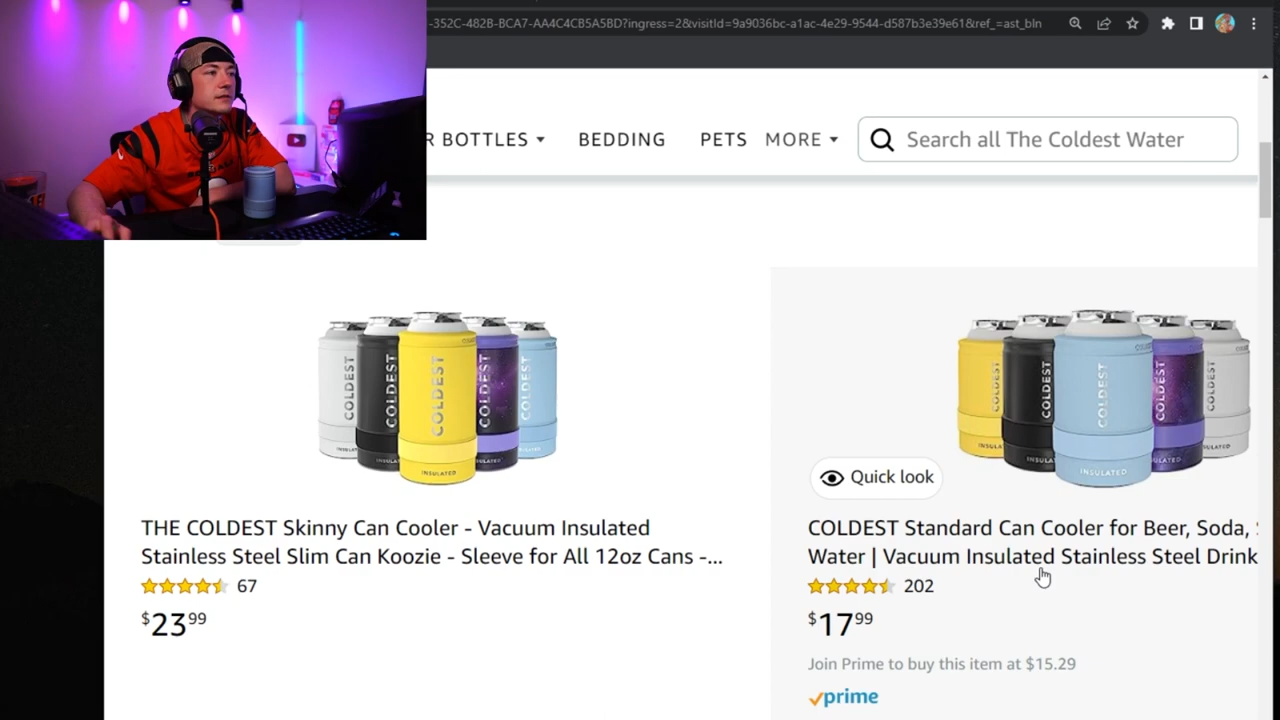 -352C-482B-BCA7-AA4C4CB5A5BD?ingress=2&visitId=9a9036bc-a1ac-4e29-9544-d587b3e39e61&ref_=ast_bln
R BOTTLES BEDDING PETS MORE Search all The Coldest Water
COLDEST COLDEST COLDEST COLDEST
INSULATED
COLDEST COLDEST COLDEST COLDEST COLDEST
INSULATED
Quick look
THE COLDEST Skinny Can Cooler - Vacuum Insulated
Stainless Steel Slim Can Koozie - Sleeve for All 12oz Cans -...
67
$23 99
COLDEST Standard Can Cooler for Beer, Soda,
Water | Vacuum Insulated Stainless Steel Drink
202
$17 99
Join Prime to buy this item at $15.29
prime